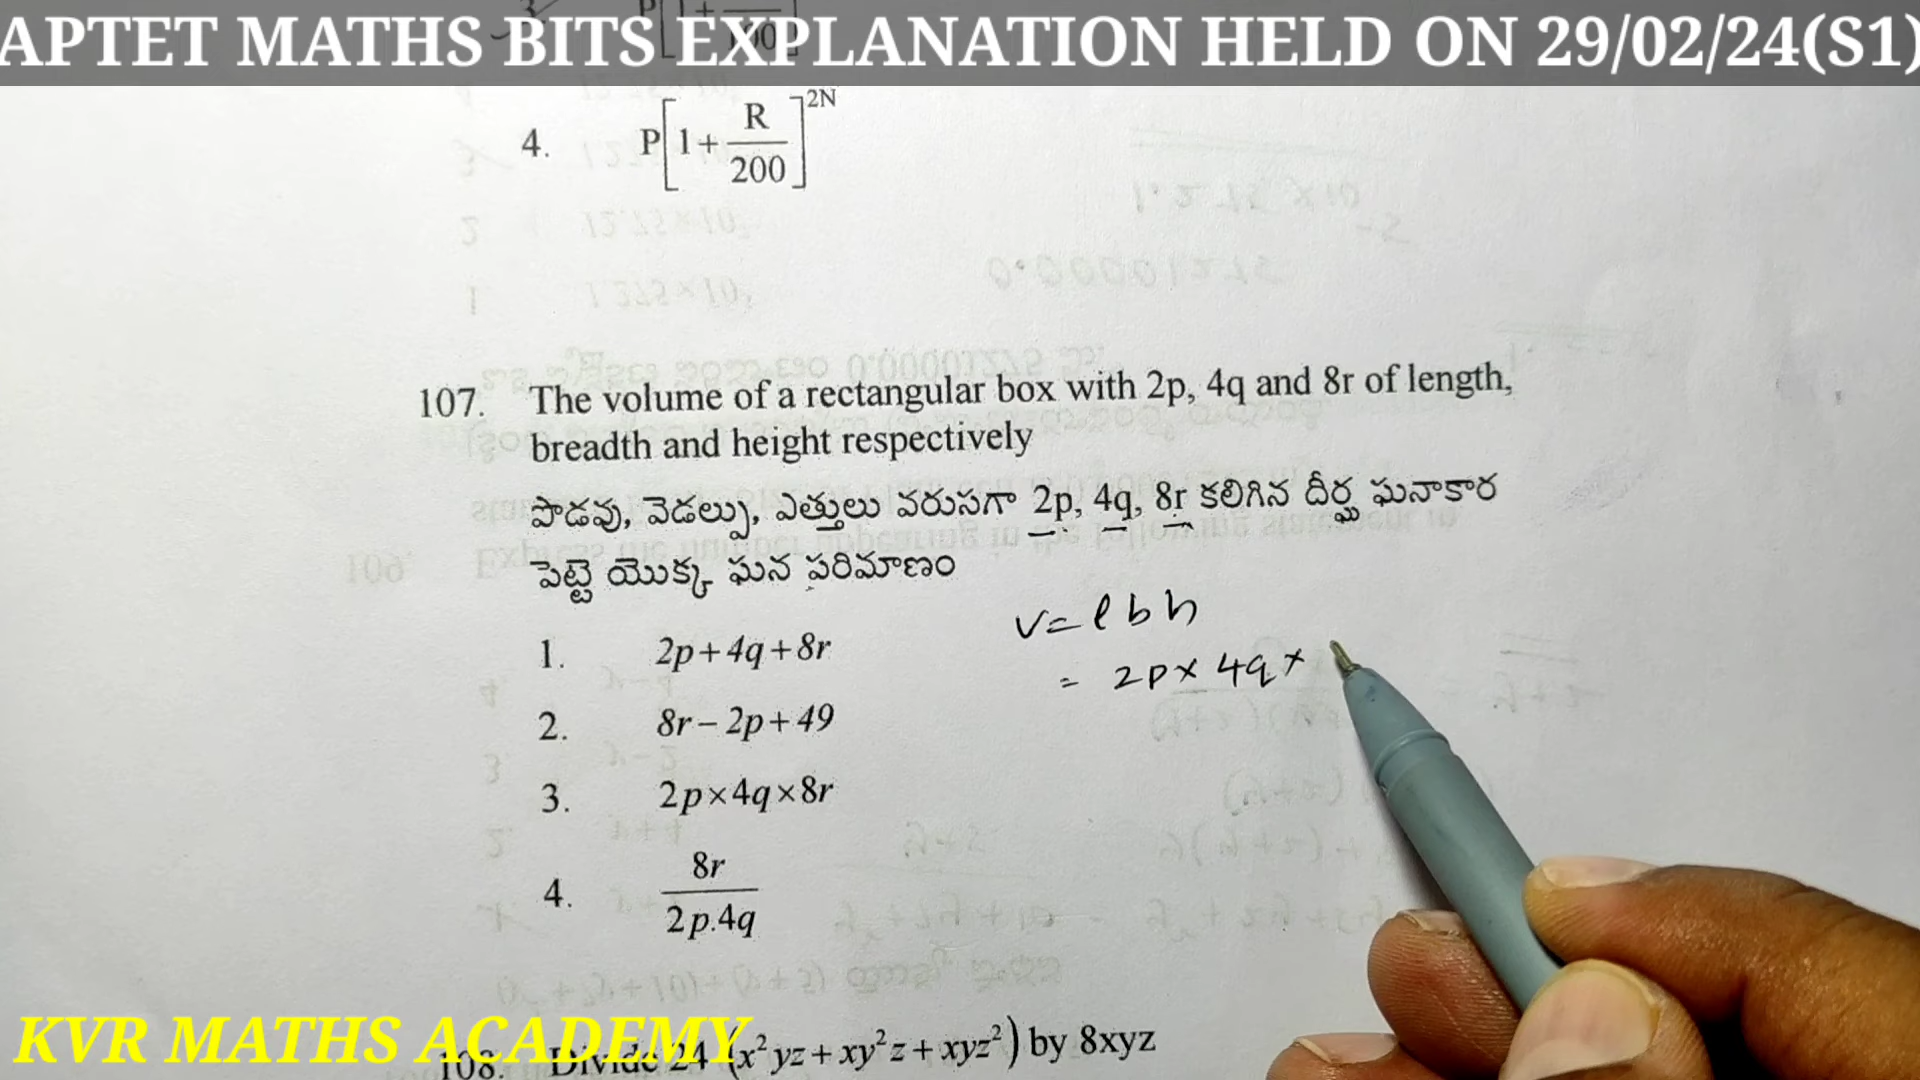 APTET MATHS BITS EXPLANATION HELD ON 29/02/24(S1)
4. P[1+R/200]^2N
107. The volume of a rectangular box with 2p, 4q and 8r of length,
breadth and height respectively
పొడవు, వెడల్పు, ఎత్తులు వరుసగా 2p, 4q, 8r కలిగిన దీర్ఘ ఘనాకార
పెట్టె యొక్క ఘన పరిమాణం
v = l b h
= 2p × 4q ×
1. 2p+4q+8r
2. 8r–2p+49
3. 2p×4q×8r
4. 8r/2p.4q
KVR MATHS ACADEMY
108. Divide 24 (x²yz+xy²z+xyz²) by 8xyz